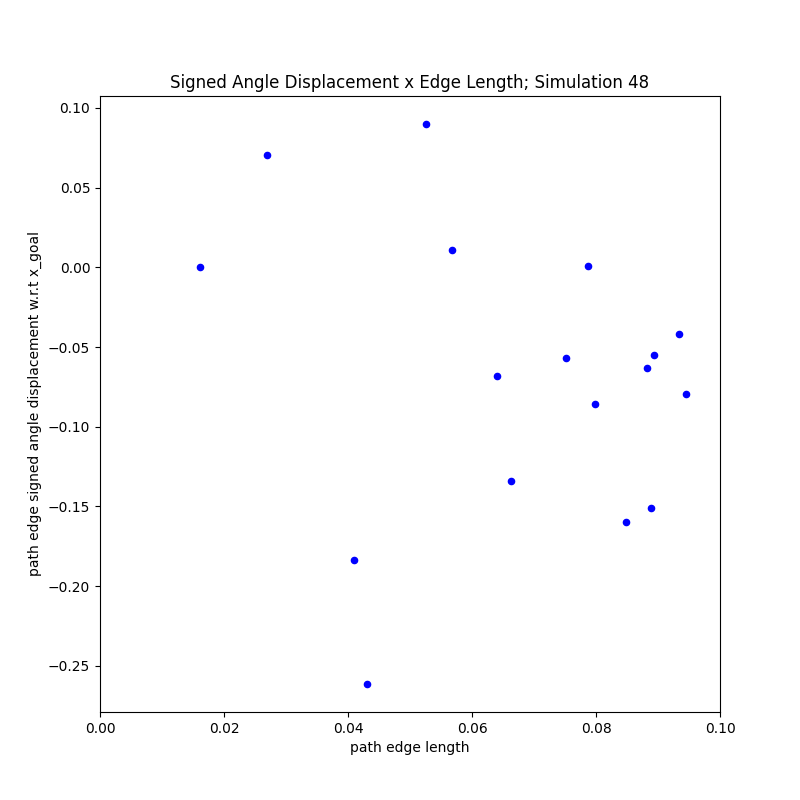 Signed Angle Displacement x Edge Length; Simulation 48
0.10
0.05
0.00
−0.05
−0.10
−0.15
−0.20
−0.25
path edge signed angle displacement w.r.t x_goal
0.00 0.02 0.04 0.06 0.08 0.10
path edge length